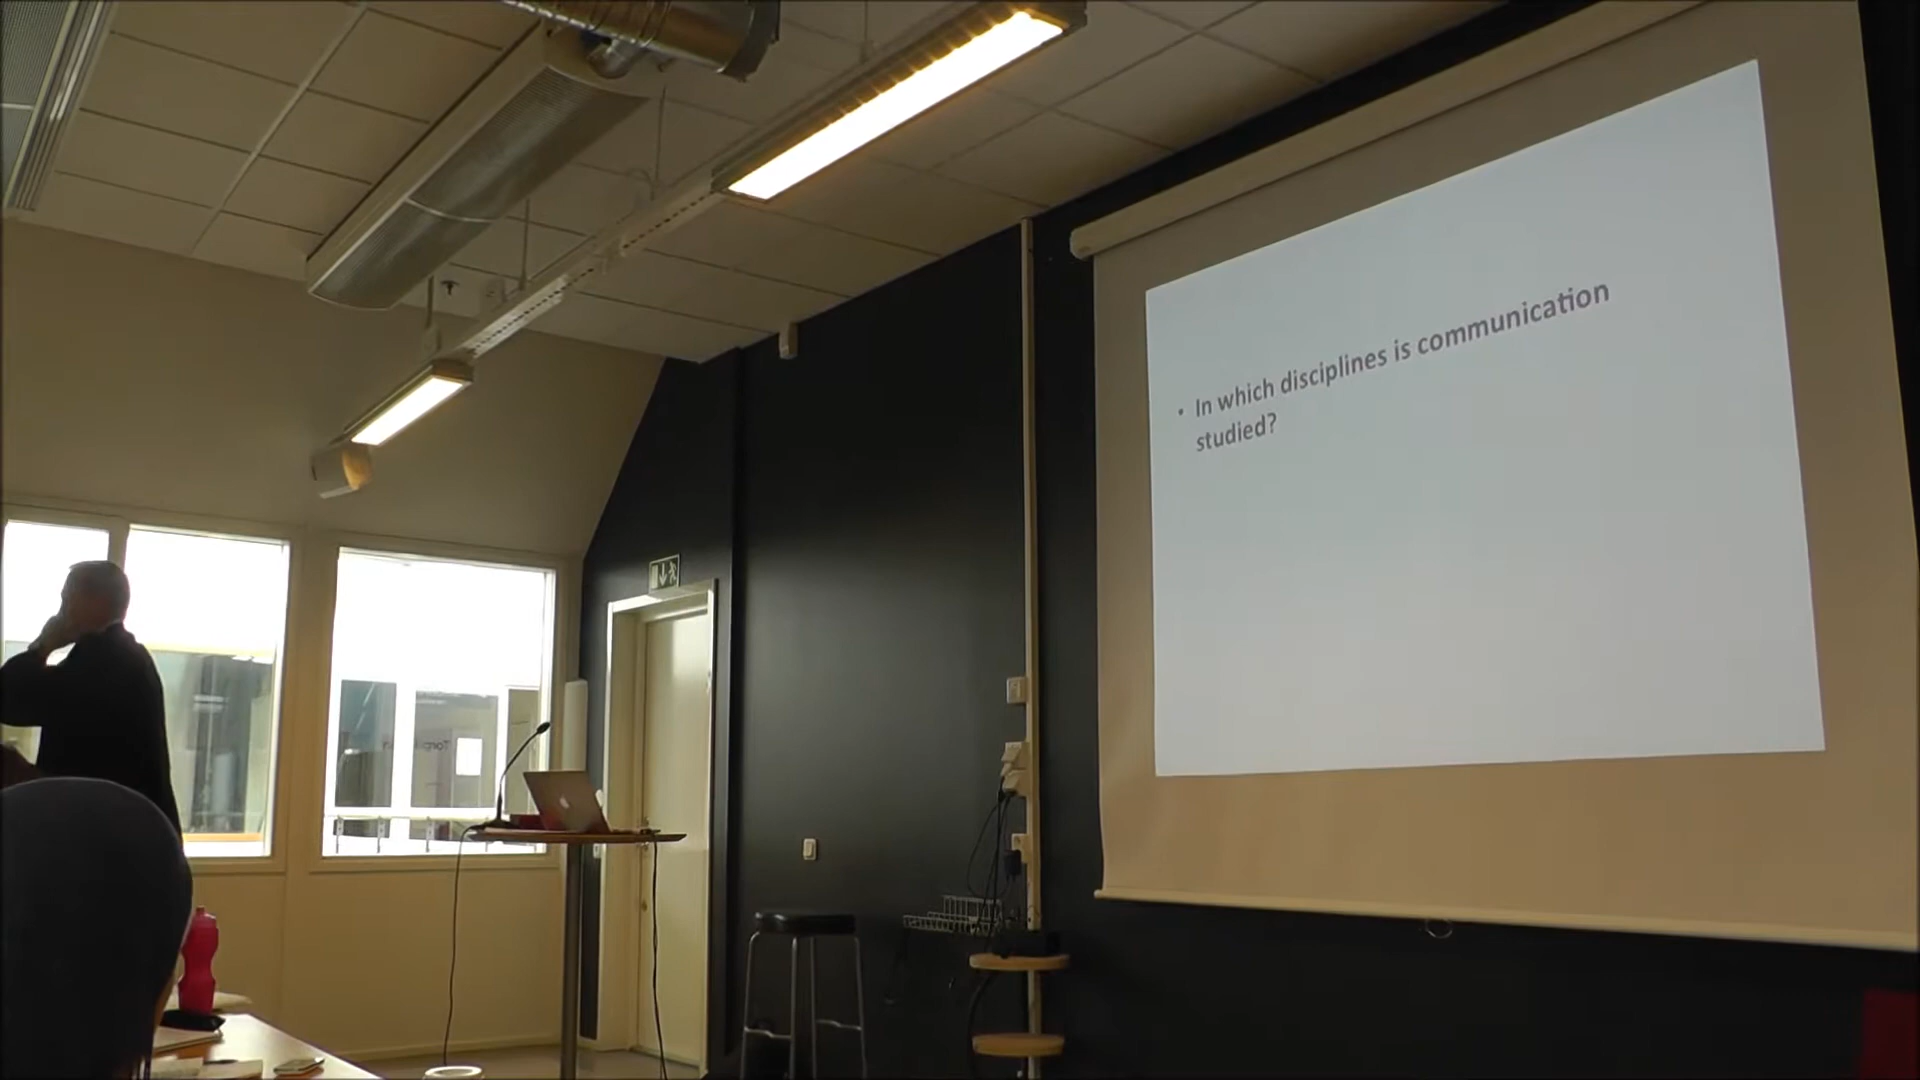 • In which disciplines is communication
studied?